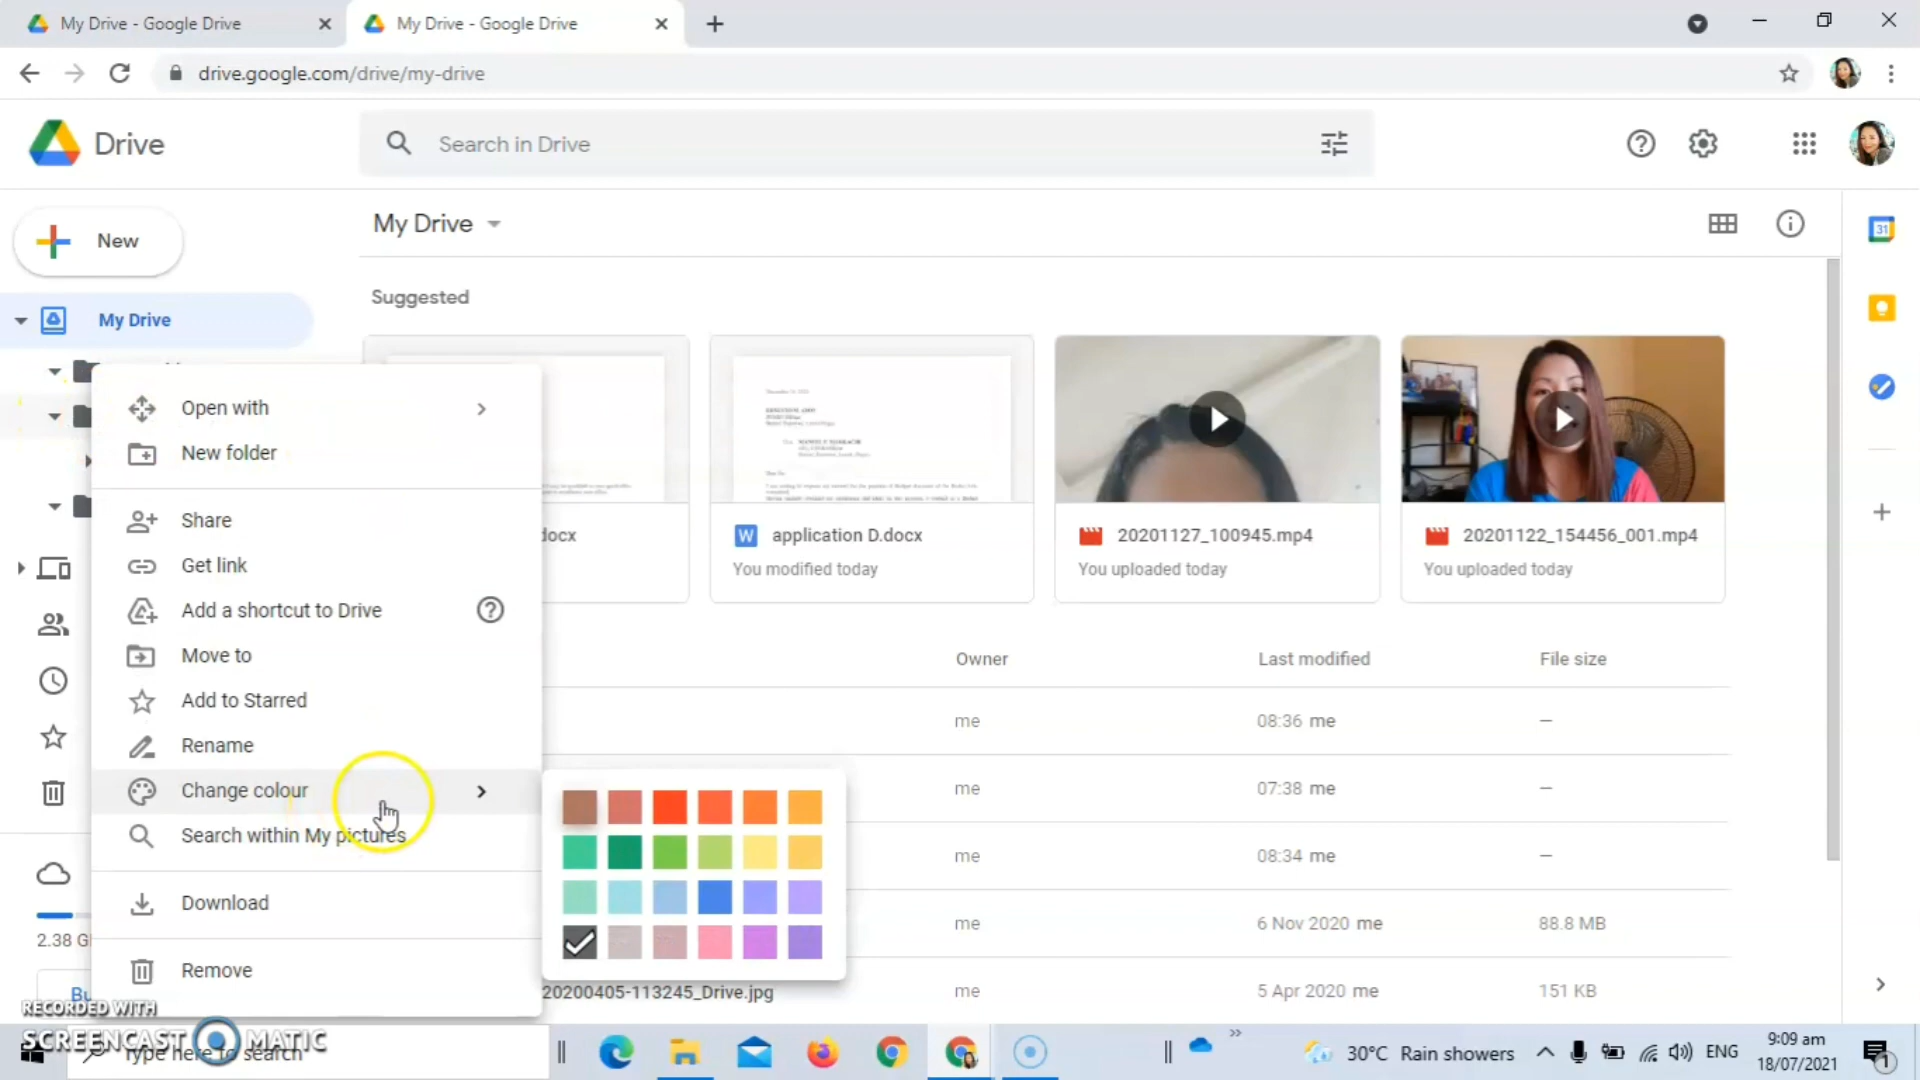 My Drive - Google Drive
My Drive - Google Drive
drive.google.com/drive/my-drive
Drive
Search in Drive
New
My Drive
31
My Drive
Suggested
Open with
New folder
Share
Get link
Add a shortcut to Drive
Move to
Add to Starred
Rename
Change colour
Search within My pictures
Download
Remove
docx
W application D.docx
20201127_100945.mp4
20201122_154456_001.mp4
You modified today
You uploaded today
You uploaded today
Owner Last modified File size
me 08:36 me –
me 07:38 me –
me 08:34 me –
me 6 Nov 2020 me 88.8 MB
20200405-113245_Drive.jpg me 5 Apr 2020 me 151 KB
2.38 G
Bu
RECORDED WITH
SCREENCAST MATIC
Type here to search
30°C Rain showers
ENG
9:09 am
18/07/2021
1